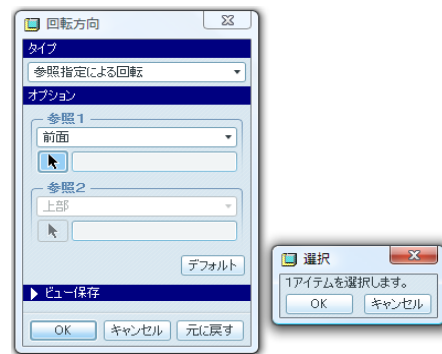 回転方向
タイプ
参照指定による回転
オプション
参照1
前面
参照2
上部
デフォルト
ビュー保存
OK
キャンセル
元に戻す
選択
1アイテムを選択します。
OK
キャンセル